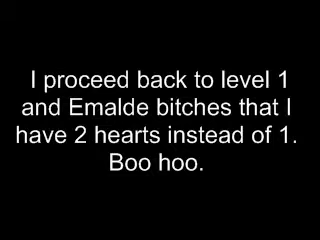 I proceed back to level 1
and Emalde bitches that I
have 2 hearts instead of 1.
Boo hoo.